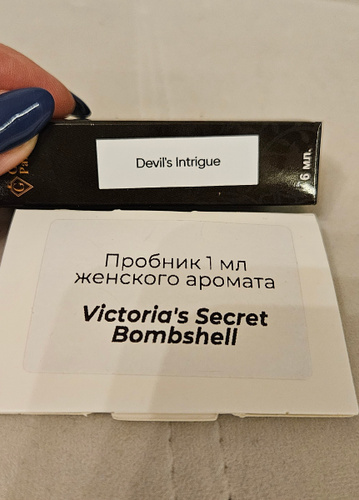 Devil's Intrigue
6 мл.
Пробник 1 мл
женского аромата
Victoria's Secret
Bombshell